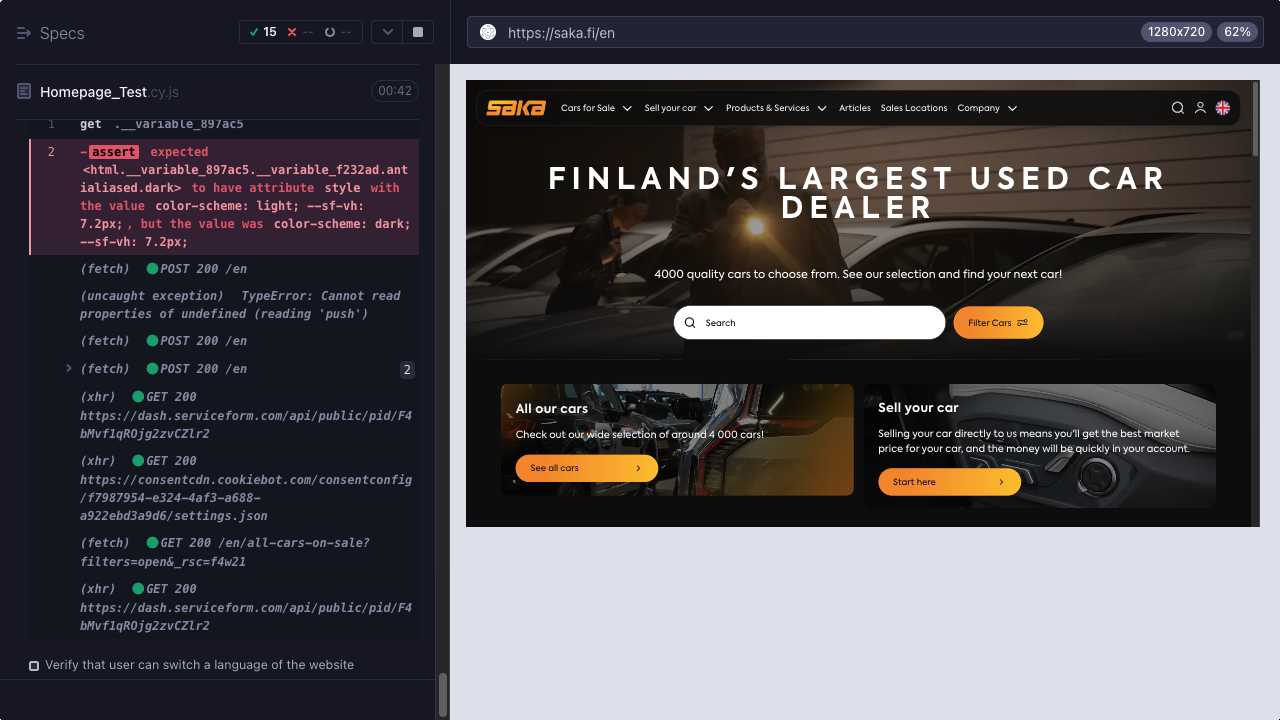 Specs
15
--
--
https://saka.fi/en
1280x720
62%
Homepage_Test.cy.js
00:42
1 get .__variable_897ac5
2 -assert expected
<html.__variable_897ac5.__variable_f232ad.ant
ialiased.dark> to have attribute style with
the value color-scheme: light; --sf-vh:
7.2px; , but the value was color-scheme: dark;
--sf-vh: 7.2px;
(fetch) POST 200 /en
(uncaught exception) TypeError: Cannot read
properties of undefined (reading 'push')
(fetch) POST 200 /en
(fetch) POST 200 /en 2
(xhr) GET 200
https://dash.serviceform.com/api/public/pid/F4
bMvf1qROjg2zvCZlr2
(xhr) GET 200
https://consentcdn.cookiebot.com/consentconfig
/f7987954-e324-4af3-a688-
a922ebd3a9d6/settings.json
(fetch) GET 200 /en/all-cars-on-sale?
filters=open&_rsc=f4w21
(xhr) GET 200
https://dash.serviceform.com/api/public/pid/F4
bMvf1qROjg2zvCZlr2
Verify that user can switch a language of the website
saka
Cars for Sale
Sell your car
Products & Services
Articles
Sales Locations
Company
FINLAND'S LARGEST USED CAR
DEALER
4000 quality cars to choose from. See our selection and find your next car!
Search
Filter Cars
All our cars
Check out our wide selection of around 4 000 cars!
See all cars
Sell your car
Selling your car directly to us means you'll get the best market
price for your car, and the money will be quickly in your account.
Start here